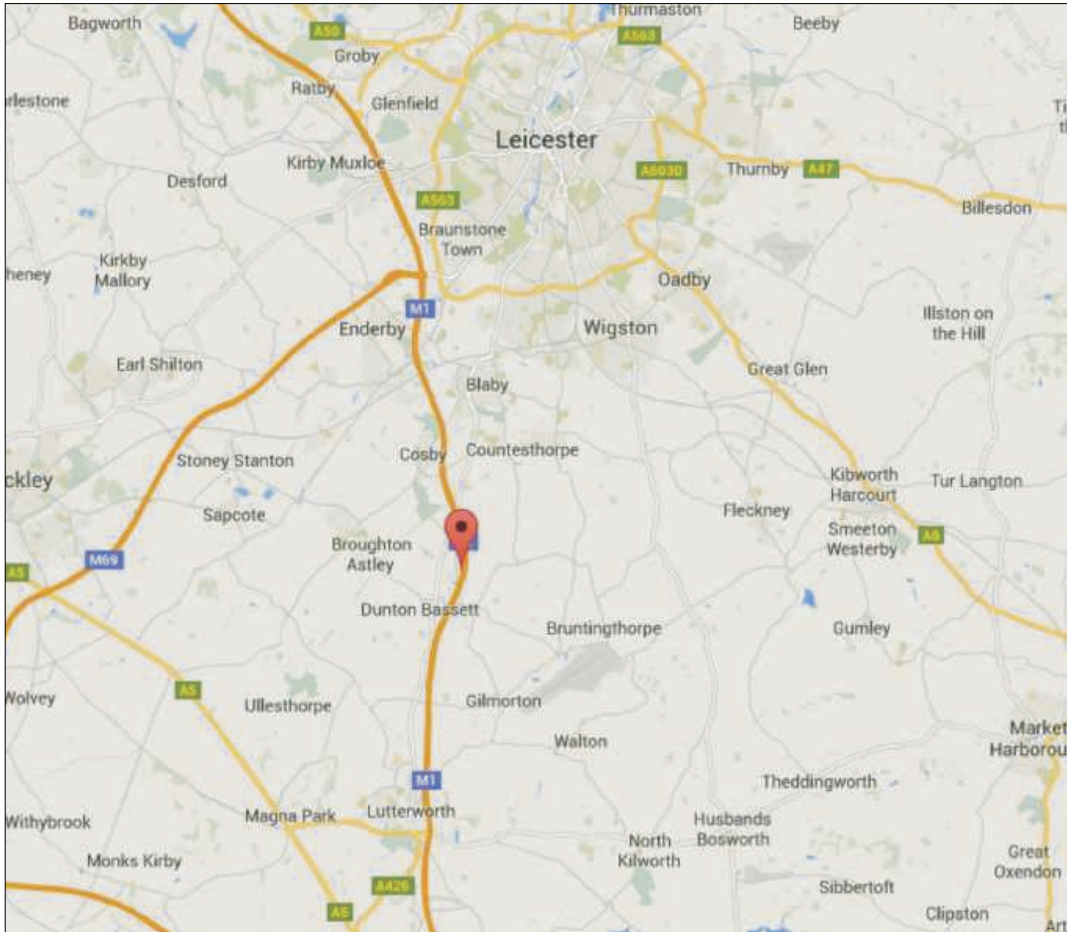 Thurmaston
Bagworth
Beeby
A50
A563
Groby
Ratby
rlestone
Glenfield
Leicester
Kirby Muxloe
Desford
Thurnby
A6030
A47
A563
Billesdon
Braunstone
Town
Kirkby
Mallory
heney
Oadby
M1
Enderby
Wigston
Illston on
the Hill
Earl Shilton
Great Glen
Blaby
Cosby
Countesthorpe
Stoney Stanton
ckley
Kibworth
Harcourt
Tur Langton
Sapcote
Fleckney
Smeeton
Westerby
A6
Broughton
Astley
M69
A5
Dunton Bassett
Bruntingthorpe
Gumley
A5
Wolvey
Ullesthorpe
Gilmorton
Market
Harborou
Walton
M1
Theddingworth
Magna Park
Lutterworth
Withybrook
Husbands
Bosworth
North
Kilworth
Monks Kirby
Great
Oxendon
A426
Sibbertoft
A5
Clipston
Art